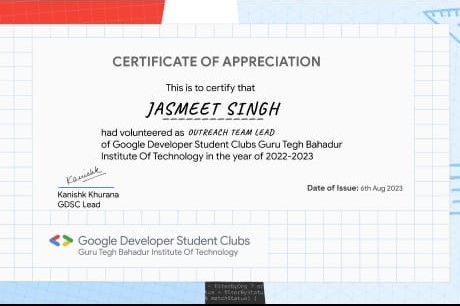 CERTIFICATE OF APPRECIATION
This is to certify that
JASMEET SINGH
had volunteered as OUTREACH TEAM LEAD
of Google Developer Student Clubs Guru Tegh Bahadur
Institute Of Technology in the year of 2022-2023
Kanishk
Kanishk Khurana
GDSC Lead
Date of Issue: 6th Aug 2023
Google Developer Student Clubs
Guru Tegh Bahadur Institute Of Technology